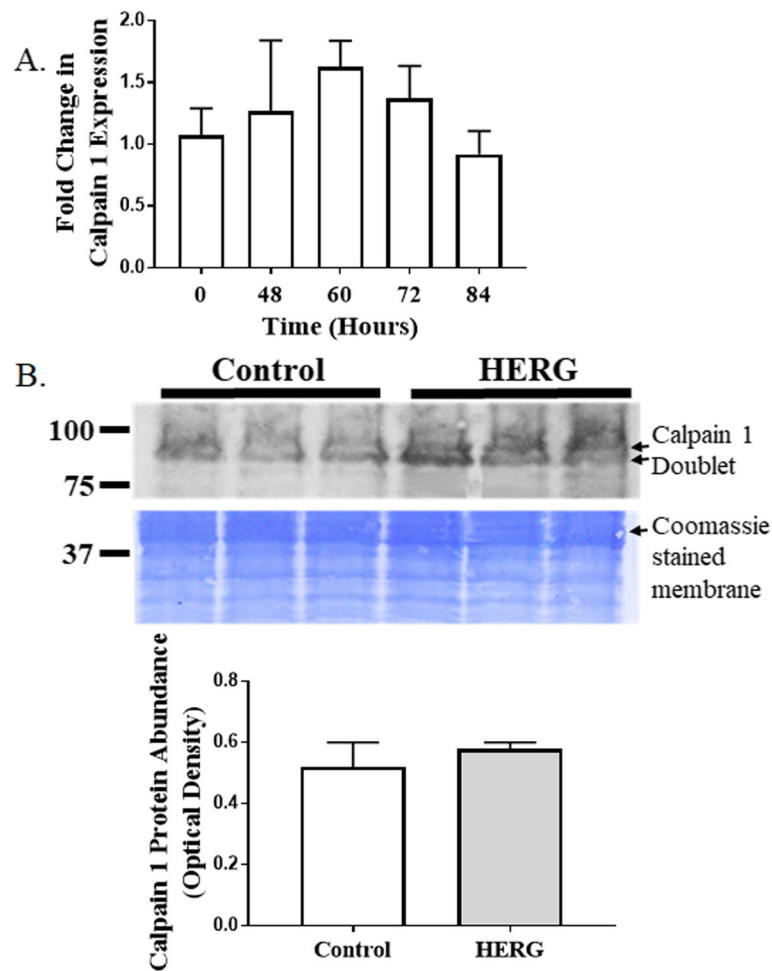 A.
Fold Change in
Calpain 1 Expression
2.0
1.5
1.0
0.5
0.0
0 48 60 72 84
Time (Hours)
B.
Control HERG
100
75
Calpain 1
Doublet
37
Coomassie
stained
membrane
Calpain 1 Protein Abundance
(Optical Density)
0.8
0.6
0.4
0.2
0.0
Control HERG